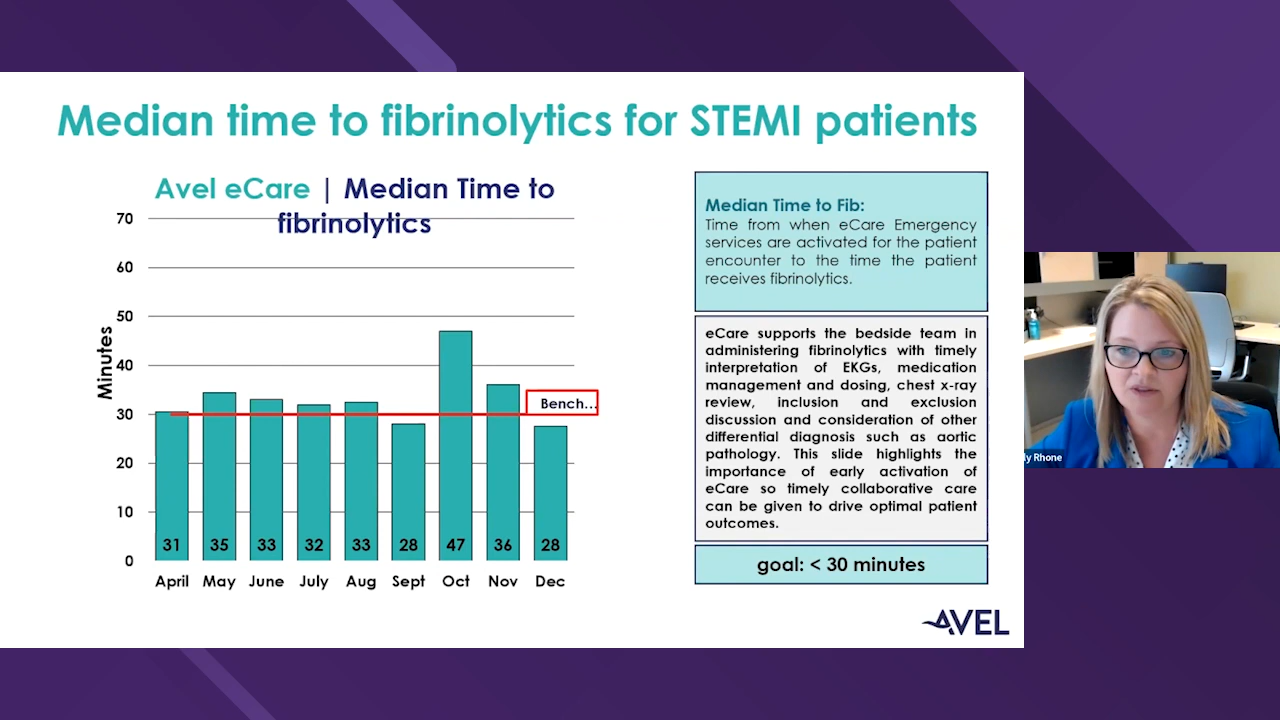 Median time to fibrinolytics for STEMI patients
Avel eCare | Median Time to
fibrinolytics
70
60
50
40
30
20
10
0
Minutes
Bench...
31 35 33 32 33 28 47 36 28
April May June July Aug Sept Oct Nov Dec
Median Time to Fib:
Time from when eCare Emergency
services are activated for the patient
encounter to the time the patient
receives fibrinolytics.
eCare supports the bedside team in
administering fibrinolytics with timely
interpretation of EKGs, medication
management and dosing, chest x-ray
review, inclusion and exclusion
discussion and consideration of other
differential diagnosis such as aortic
pathology. This slide highlights the
importance of early activation of
eCare so timely collaborative care
can be given to drive optimal patient
outcomes.
goal: < 30 minutes
AVEL
ly Rhone